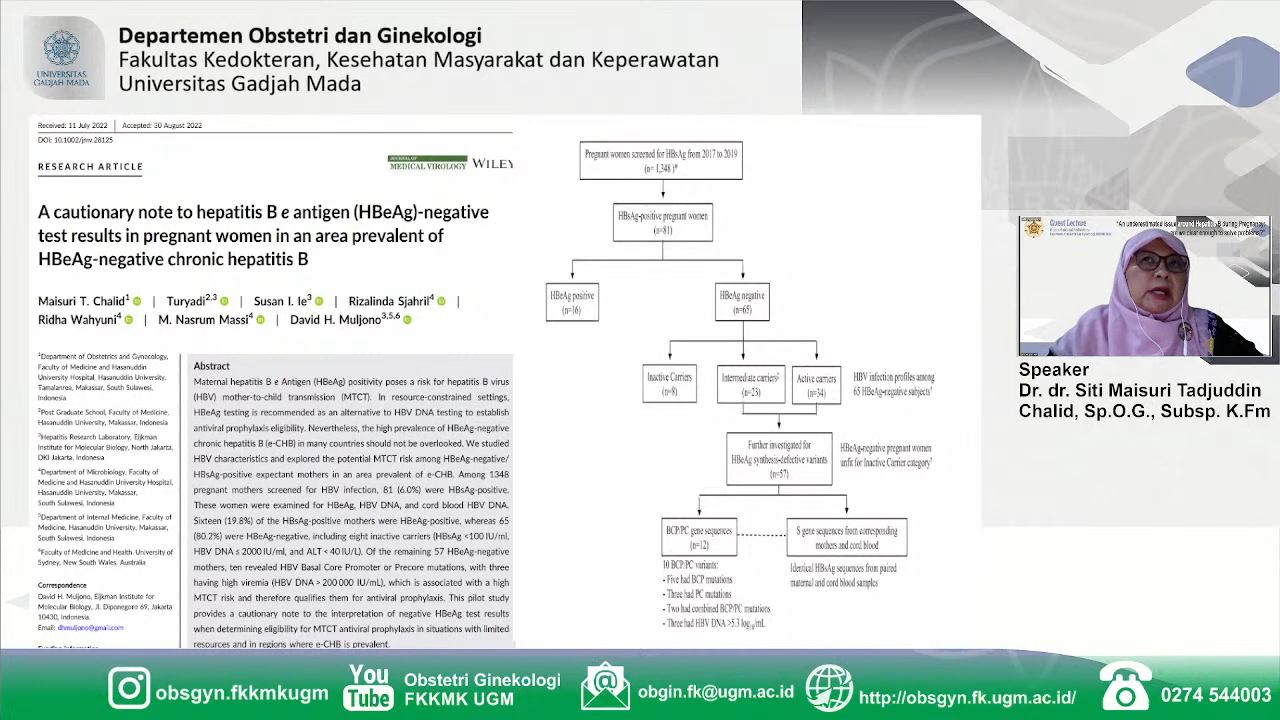 UNIVERSITAS
GADJAH MADA
Departemen Obstetri dan Ginekologi
Fakultas Kedokteran, Kesehatan Masyarakat dan Keperawatan
Universitas Gadjah Mada
Received: 11 July 2022 | Accepted: 30 August 2022
DOI: 10.1002/jmv.28125
RESEARCH ARTICLE
JOURNAL OF
MEDICAL VIROLOGY
WILEY
A cautionary note to hepatitis B e antigen (HBeAg)-negative
test results in pregnant women in an area prevalent of
HBeAg-negative chronic hepatitis B
Maisuri T. Chalid1 | Turyadi2,3 | Susan I. Ie3 | Rizalinda Sjahril4 |
Ridha Wahyuni4 | M. Nasrum Massi4 | David H. Muljono3,5,6
1Department of Obstetrics and Gynecology,
Faculty of Medicine and Hasanuddin
University Hospital, Hasanuddin University,
Tamalanrea, Makassar, South Sulawesi,
Indonesia
2Post Graduate School, Faculty of Medicine,
Hasanuddin University, Makassar, Indonesia
3Hepatitis Research Laboratory, Eijkman
Institute for Molecular Biology, North Jakarta,
DKI Jakarta, Indonesia
4Department of Microbiology, Faculty of
Medicine and Hasanuddin University Hospital,
Hasanuddin University, Makassar,
South Sulawesi, Indonesia
5Department of Internal Medicine, Faculty of
Medicine, Hasanuddin University, Makassar,
South Sulawesi, Indonesia
6Faculty of Medicine and Health, University of
Sydney, New South Wales, Australia
Correspondence
David H. Muljono, Eijkman Institute for
Molecular Biology, Jl. Diponegoro 69, Jakarta
10430, Indonesia.
Email: dhmuljono@gmail.com
Funding information
Abstract
Maternal hepatitis B e Antigen (HBeAg) positivity poses a risk for hepatitis B virus
(HBV) mother-to-child transmission (MTCT). In resource-constrained settings,
HBeAg testing is recommended as an alternative to HBV DNA testing to establish
antiviral prophylaxis eligibility. Nevertheless, the high prevalence of HBeAg-negative
chronic hepatitis B (e-CHB) in many countries should not be overlooked. We studied
HBV characteristics and explored the potential MTCT risk among HBeAg-negative/
HBsAg-positive expectant mothers in an area prevalent of e-CHB. Among 1348
pregnant mothers screened for HBV infection, 81 (6.0%) were HBsAg-positive.
These women were examined for HBeAg, HBV DNA, and cord blood HBV DNA.
Sixteen (19.8%) of the HBsAg-positive mothers were HBeAg-positive, whereas 65
(80.2%) were HBeAg-negative, including eight inactive carriers (HBsAg <100 IU/ml,
HBV DNA ≤ 2000 IU/ml, and ALT < 40 IU/L). Of the remaining 57 HBeAg-negative
mothers, ten revealed HBV Basal Core Promoter or Precore mutations, with three
having high viremia (HBV DNA > 200 000 IU/mL), which is associated with a high
MTCT risk and therefore qualifies them for antiviral prophylaxis. This pilot study
provides a cautionary note to the interpretation of negative HBeAg test results
when determining eligibility for MTCT antiviral prophylaxis in situations with limited
resources and in regions where e-CHB is prevalent.
Pregnant women screened for HBsAg from 2017 to 2019
(n= 1,348 )*
HBsAg-positive pregnant women
(n=81)
HBeAg positive
(n=16)
HBeAg negative
(n=65)
Inactive Carriers
(n=8)
Intermediate carriers‡
(n=23)
Active carriers
(n=34)
HBV infection profiles among
65 HBeAg-negative subjects†
Further investigated for
HBeAg synthesis-defective variants
(n=57)
HBeAg-negative pregnant women
unfit for Inactive Carrier category†
BCP/PC gene sequences
(n=12)
S gene sequences from corresponding
mothers and cord blood
10 BCP/PC variants:
- Five had BCP mutations
- Three had PC mutations
- Two had combined BCP/PC mutations
- Three had HBV DNA >5.3 log10/mL
Identical HBsAg sequences from paired
maternal and cord blood samples
Guest Lecture
"An underestimated issue around Hepatitis B during Pregnancy
Speaker
Dr. dr. Siti Maisuri Tadjuddin
Chalid, Sp.O.G., Subsp. K.Fm
obsgyn.fkkmkugm
You
Tube
Obstetri Ginekologi
FKKMK UGM
obgin.fk@ugm.ac.id
http://obsgyn.fk.ugm.ac.id/
0274 544003